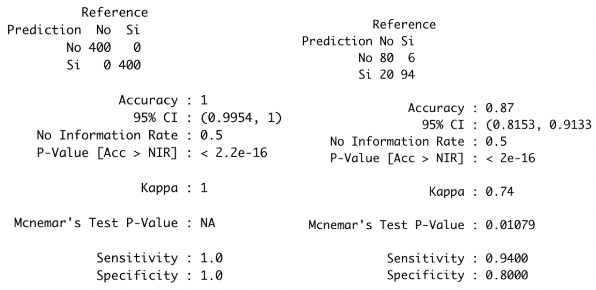 Reference
Prediction No Si
No 400 0
Si 0 400
Accuracy : 1
95% CI : (0.9954, 1)
No Information Rate : 0.5
P-Value [Acc > NIR] : < 2.2e-16
Kappa : 1
Mcnemar's Test P-Value : NA
Sensitivity : 1.0
Specificity : 1.0
Reference
Prediction No Si
No 80 6
Si 20 94
Accuracy : 0.87
95% CI : (0.8153, 0.9133
No Information Rate : 0.5
P-Value [Acc > NIR] : < 2e-16
Kappa : 0.74
Mcnemar's Test P-Value : 0.01079
Sensitivity : 0.9400
Specificity : 0.8000